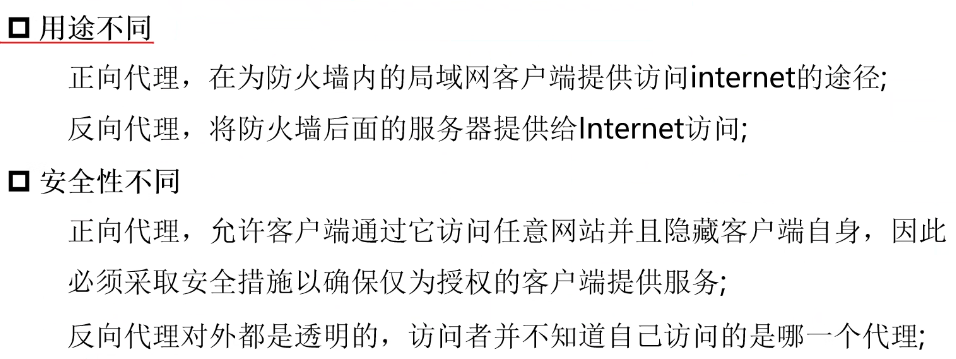 用途不同
正向代理，在为防火墙内的局域网客户端提供访问internet的途径;
反向代理，将防火墙后面的服务器提供给Internet访问;
安全性不同
正向代理，允许客户端通过它访问任意网站并且隐藏客户端自身，因此
必须采取安全措施以确保仅为授权的客户端提供服务;
反向代理对外都是透明的，访问者并不知道自己访问的是哪一个代理;